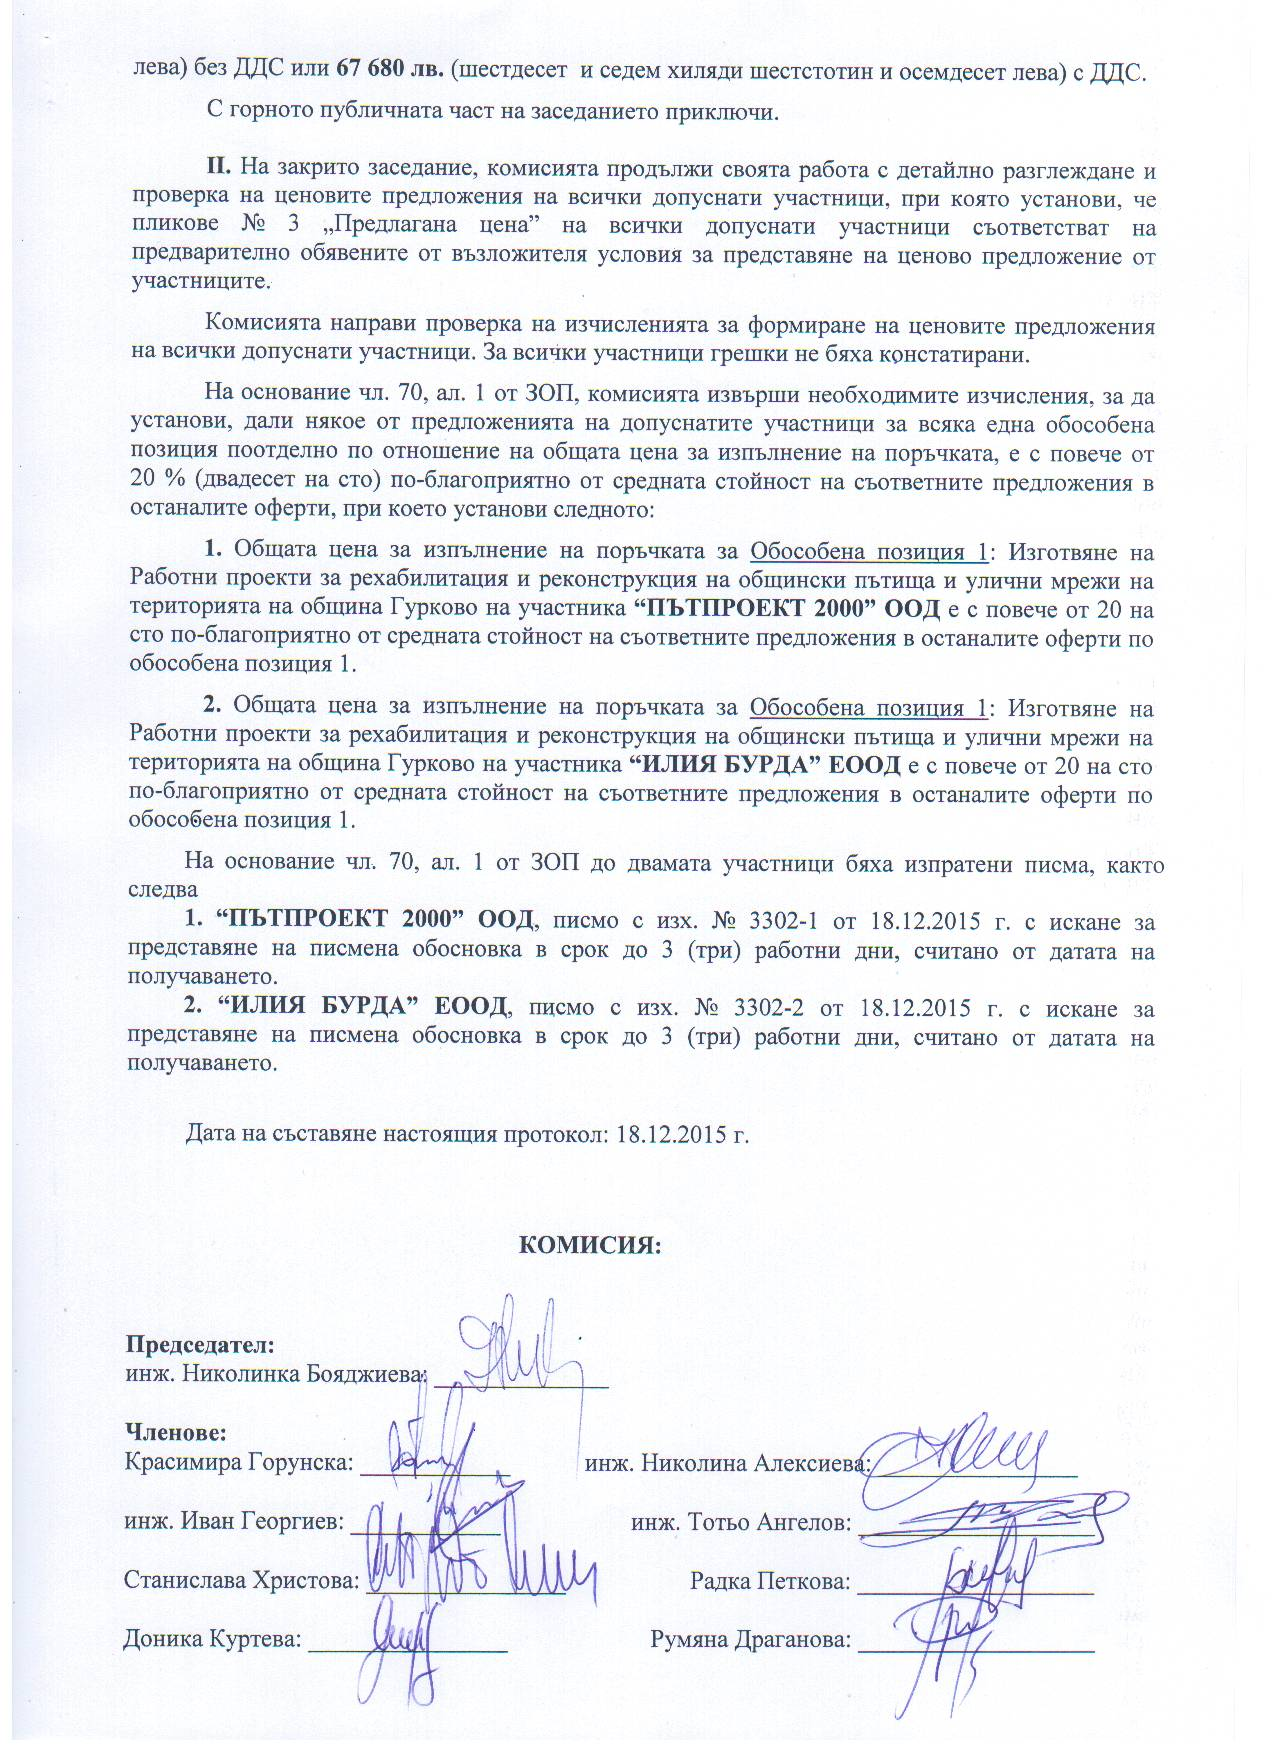 лева) без ДДС или 67 680 лв. (шестдесет и седем хиляди шестстотин и осемдесет лева) с ДДС.
С горното публичната част на заседанието приключи.
II. На закрито заседание, комисията продължи своята работа с детайлно разглеждане и
проверка на ценовите предложения на всички допуснати участници, при която установи, че
пликове № 3 „Предлагана цена” на всички допуснати участници съответстват на
предварително обявените от възложителя условия за представяне на ценово предложение от
участниците.
Комисията направи проверка на изчисленията за формиране на ценовите предложения
на всички допуснати участници. За всички участници грешки не бяха констатирани.
На основание чл. 70, ал. 1 от ЗОП, комисията извърши необходимите изчисления, за да
установи, дали някое от предложенията на допуснатите участници за всяка една обособена
позиция поотделно по отношение на общата цена за изпълнение на поръчката, е с повече от
20 % (двадесет на сто) по-благоприятно от средната стойност на съответните предложения в
останалите оферти, при което установи следното:
1. Общата цена за изпълнение на поръчката за Обособена позиция 1: Изготвяне на
Работни проекти за рехабилитация и реконструкция на общински пътища и улични мрежи на
територията на община Гурково на участника “ПЪТПРОЕКТ 2000” ООД е с повече от 20 на
сто по-благоприятно от средната стойност на съответните предложения в останалите оферти по
обособена позиция 1.
2. Общата цена за изпълнение на поръчката за Обособена позиция 1: Изготвяне на
Работни проекти за рехабилитация и реконструкция на общински пътища и улични мрежи на
територията на община Гурково на участника “ИЛИЯ БУРДА” ЕООД е с повече от 20 на сто
по-благоприятно от средната стойност на съответните предложения в останалите оферти по
обособена позиция 1.
На основание чл. 70, ал. 1 от ЗОП до двамата участници бяха изпратени писма, както
следва
1. “ПЪТПРОЕКТ 2000” ООД, писмо с изх. № 3302-1 от 18.12.2015 г. с искане за
представяне на писмена обосновка в срок до 3 (три) работни дни, считано от датата на
получаването.
2. “ИЛИЯ БУРДА” ЕООД, писмо с изх. № 3302-2 от 18.12.2015 г. с искане за
представяне на писмена обосновка в срок до 3 (три) работни дни, считано от датата на
получаването.
Дата на съставяне настоящия протокол: 18.12.2015 г.
КОМИСИЯ:
Председател:
инж. Николинка Бояджиева:
Членове:
Красимира Горунска: инж. Николина Алексиева:
инж. Иван Георгиев: инж. Тотьо Ангелов:
Станислава Христова: Радка Петкова:
Доника Куртева: Румяна Драганова: